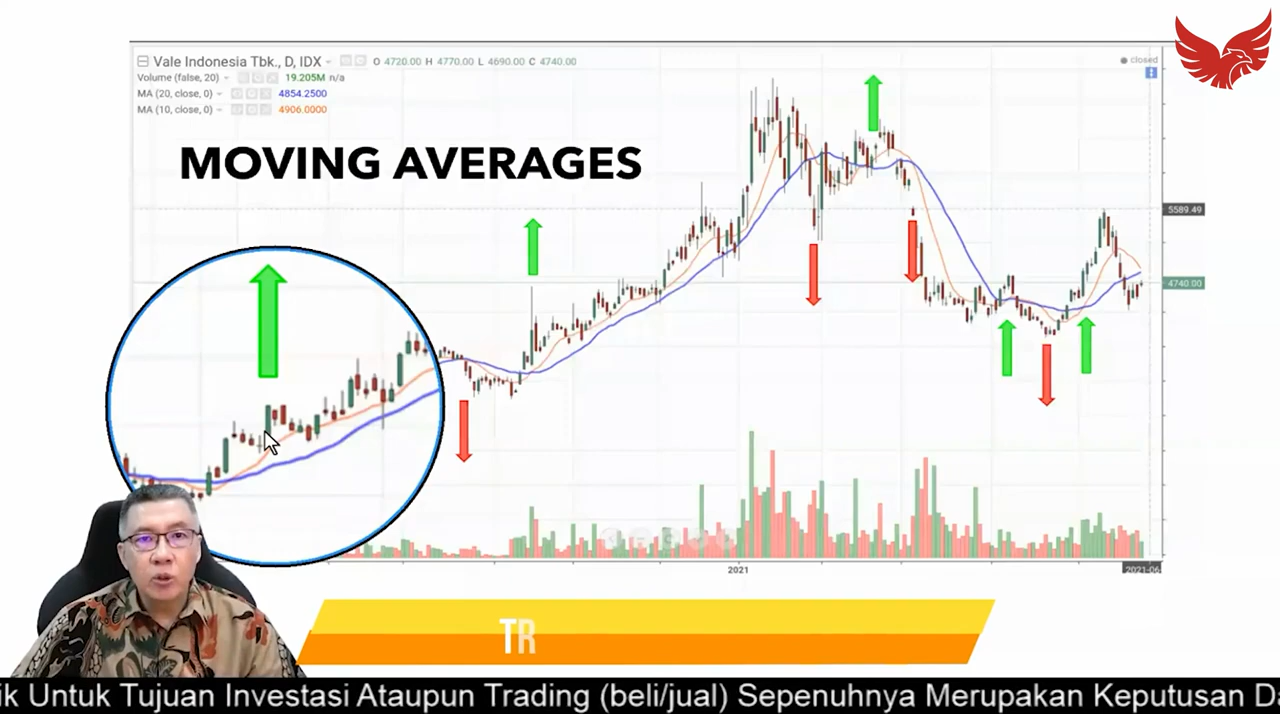 Vale Indonesia Tbk., D, IDX O 4720.00 H 4770.00 L 4690.00 C 4740.00
closed
Volume (false, 20) 19.205M n/a
MA (20, close, 0) 4854.2500
MA (10, close, 0) 4906.0000
MOVING AVERAGES
5589.49
4740.00
2021
2021-06
TR
ik Untuk Tujuan Investasi Ataupun Trading (beli/jual) Sepenuhnya Merupakan Keputusan Da